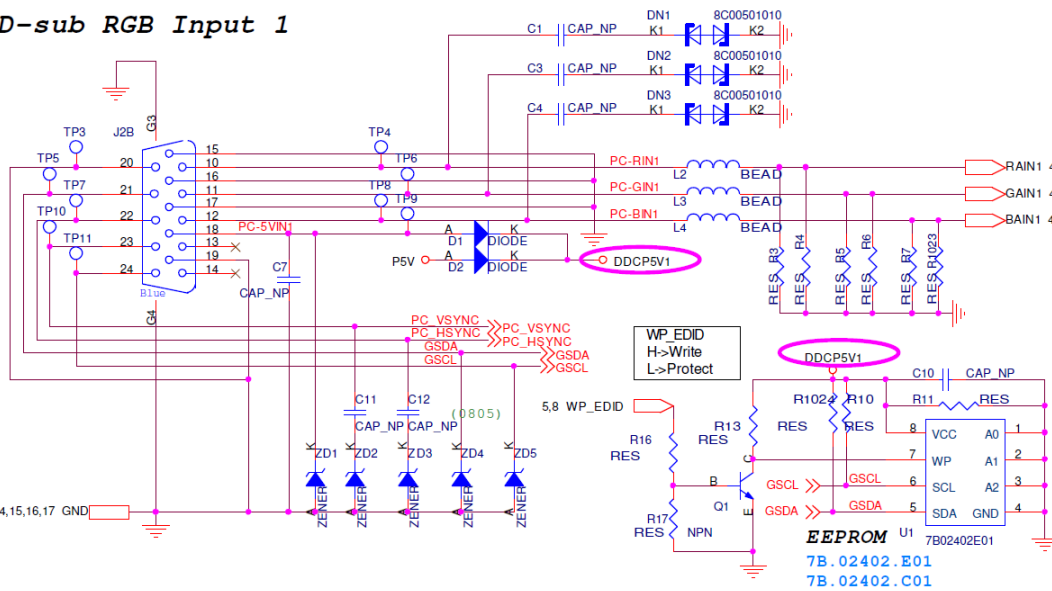 D-sub RGB Input 1
DN1 8C00501010
C1 CAP_NP K1 K2
DN2 8C00501010
C3 CAP_NP K1 K2
DN3 8C00501010
C4 CAP_NP K1 K2
G3
TP3 J2B TP4
15
TP5 20 10 TP6 PC-RIN1 L2 BEAD RAIN1 4
16
TP7 21 11 TP8 PC-GIN1 L3 BEAD GAIN1 4
17
TP10 22 12 TP9 PC-BIN1 L4 BEAD BAIN1 4
18 PC-5VIN1 A K
TP11 23 13 D1 DIODE
19 P5V A K DDCP5V1
24 14 D2 DIODE
C7
CAP_NP
RES R3 RES R4 RES R5 RES R6 RES R7 RES R1023
Blue
G4
PC_VSYNC PC_VSYNC
PC_HSYNC PC_HSYNC
GSDA GSDA
GSCL GSCL
WP_EDID
H->Write
L->Protect
DDCP5V1
C10 CAP_NP
C11 C12 (0805)
CAP_NP CAP_NP
5,8 WP_EDID
R1024 R10 R11 RES
RES RES
R13
RES
R16
RES
K ZD1 K ZD2 K ZD3 K ZD4 K ZD5
A ZENER A ZENER A ZENER A ZENER A ZENER
8 VCC A0 1
7 WP A1 2
GSCL GSCL 6 SCL A2 3
GSDA GSDA 5 SDA GND 4
C
B
Q1 E
R17
RES NPN
4,15,16,17 GND
EEPROM U1 7B02402E01
7B.02402.E01
7B.02402.C01